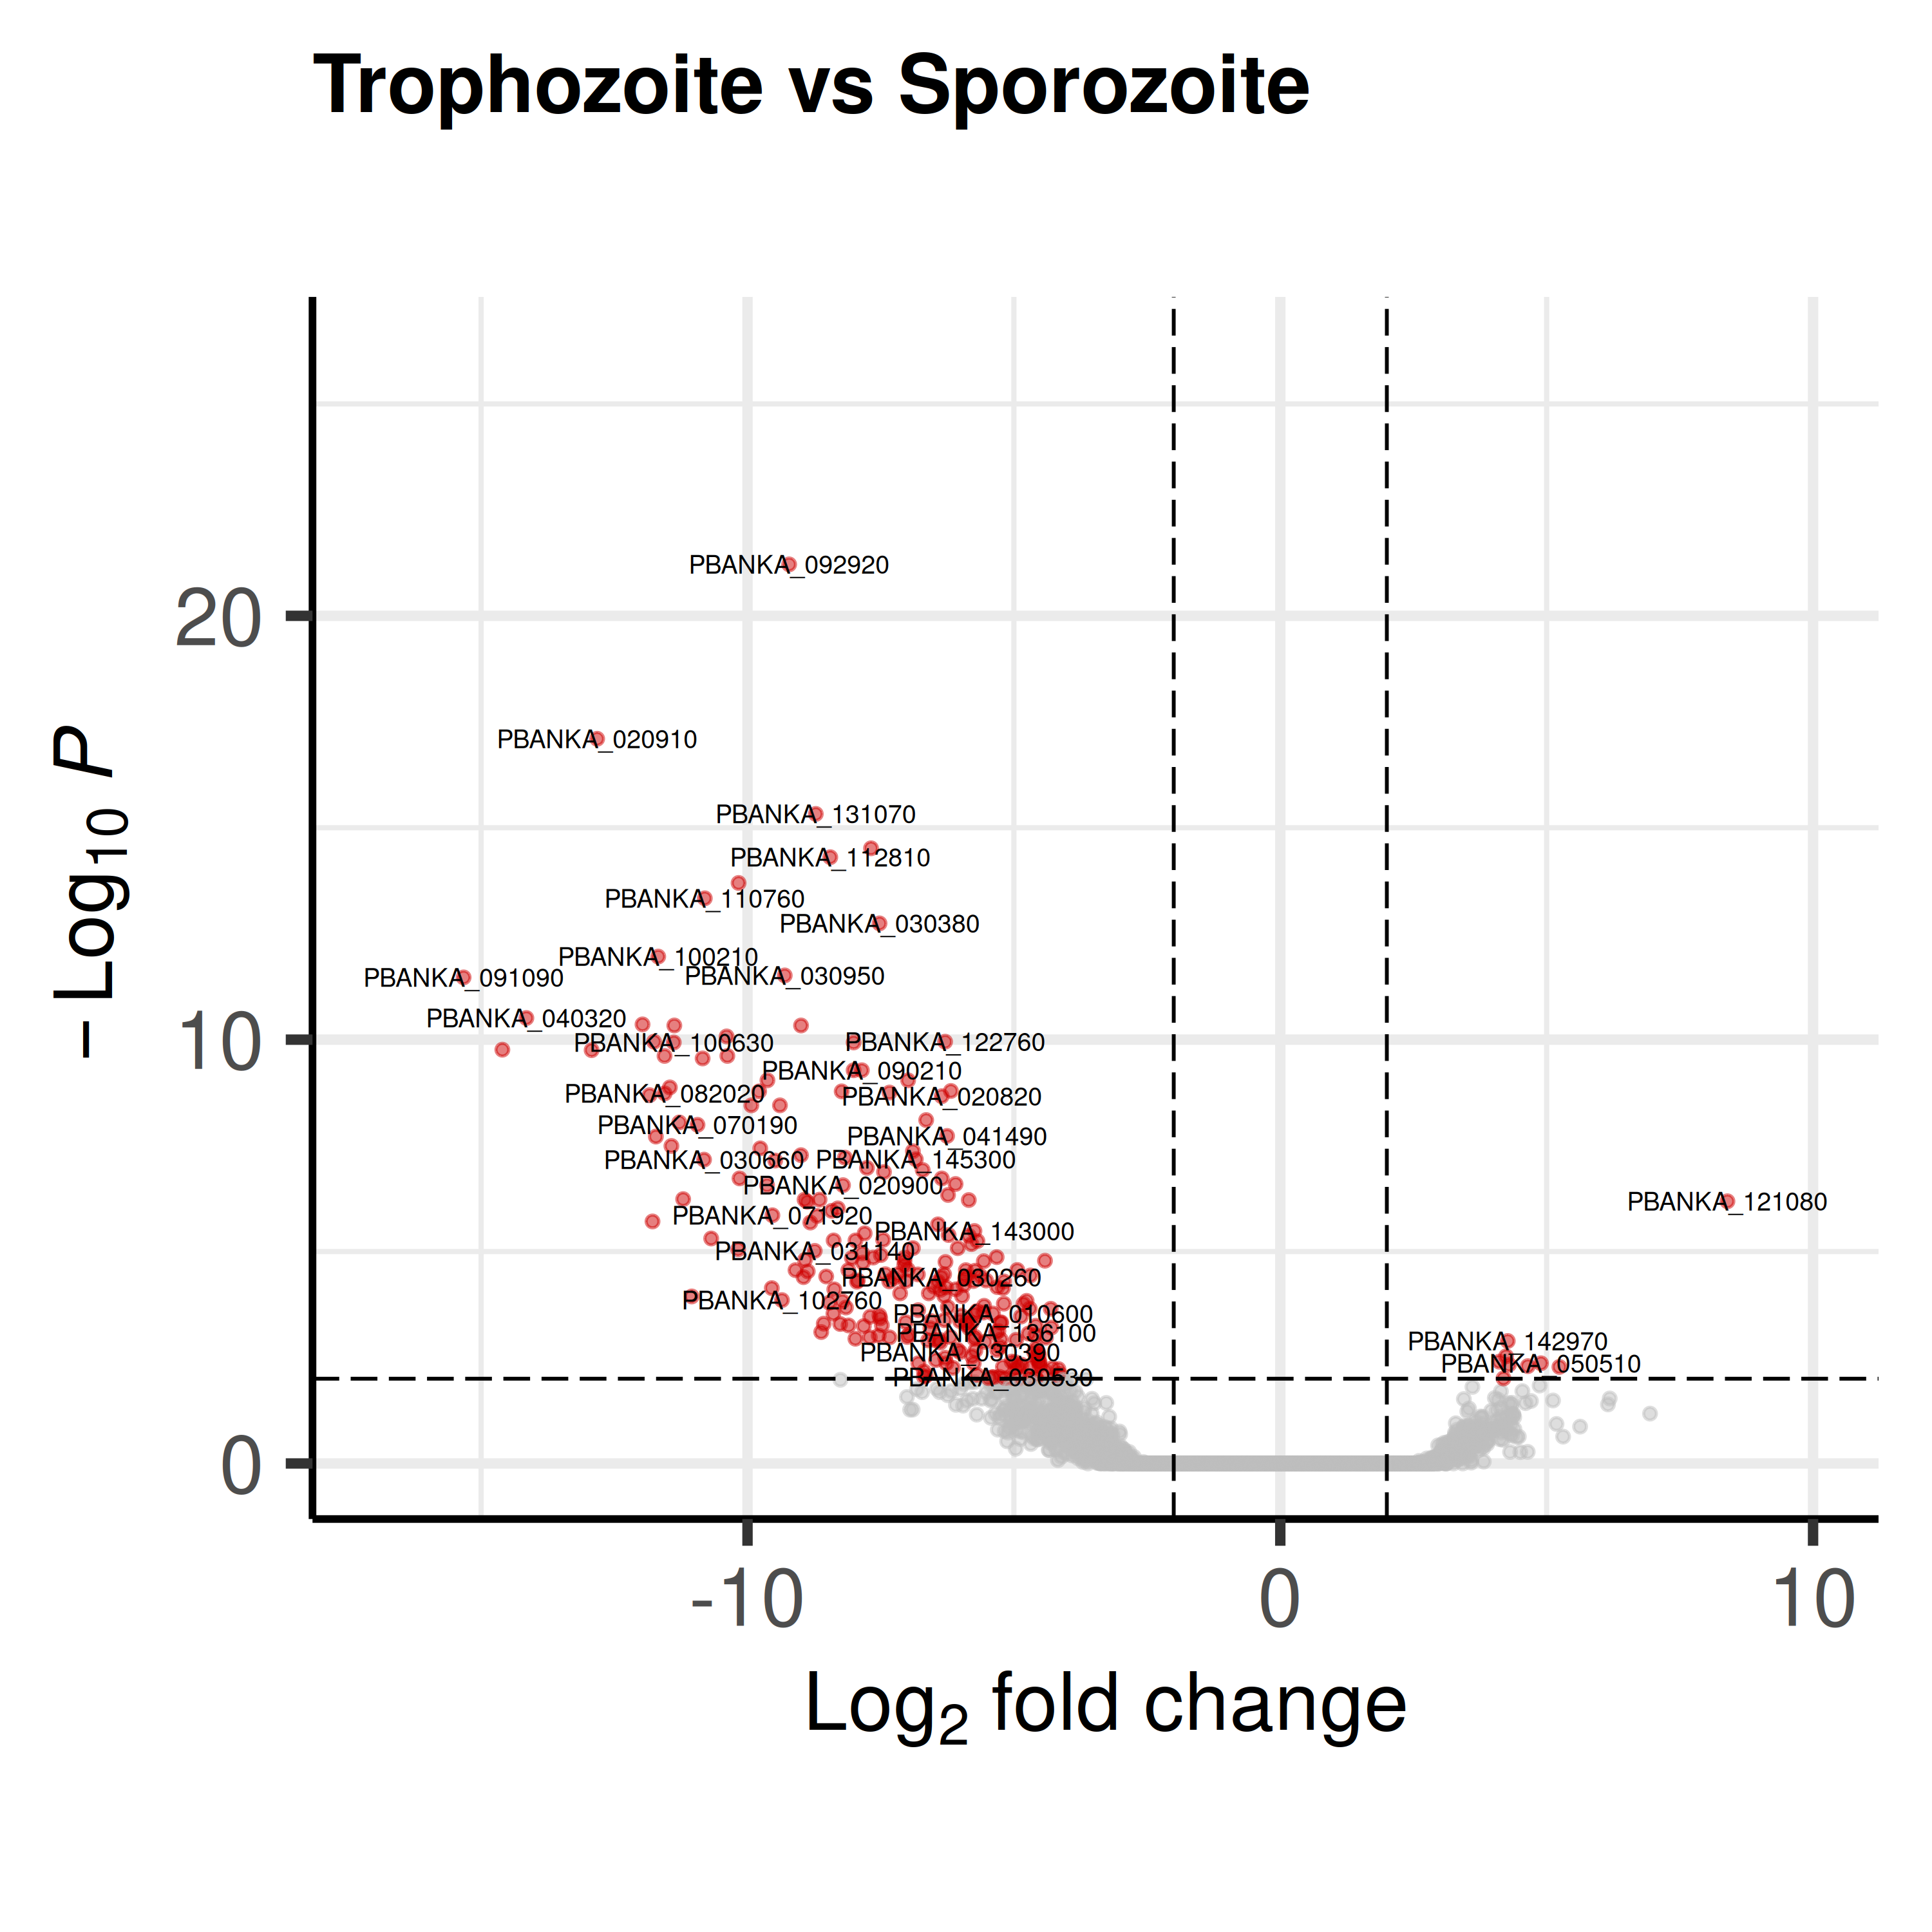 Trophozoite vs Sporozoite
− Log10 P
20
10
0
PBANKA_092920
PBANKA_020910
PBANKA_131070
PBANKA_112810
PBANKA_110760
PBANKA_030380
PBANKA_100210
PBANKA_030950
PBANKA_091090
PBANKA_040320
PBANKA_100630
PBANKA_122760
PBANKA_090210
PBANKA_082020
PBANKA_020820
PBANKA_070190
PBANKA_041490
PBANKA_030660
PBANKA_145300
PBANKA_020900
PBANKA_121080
PBANKA_071920
PBANKA_143000
PBANKA_031140
PBANKA_030260
PBANKA_102760
PBANKA_010600
PBANKA_136100
PBANKA_142970
PBANKA_030390
PBANKA_050510
PBANKA_030530
-10
0
10
Log2 fold change